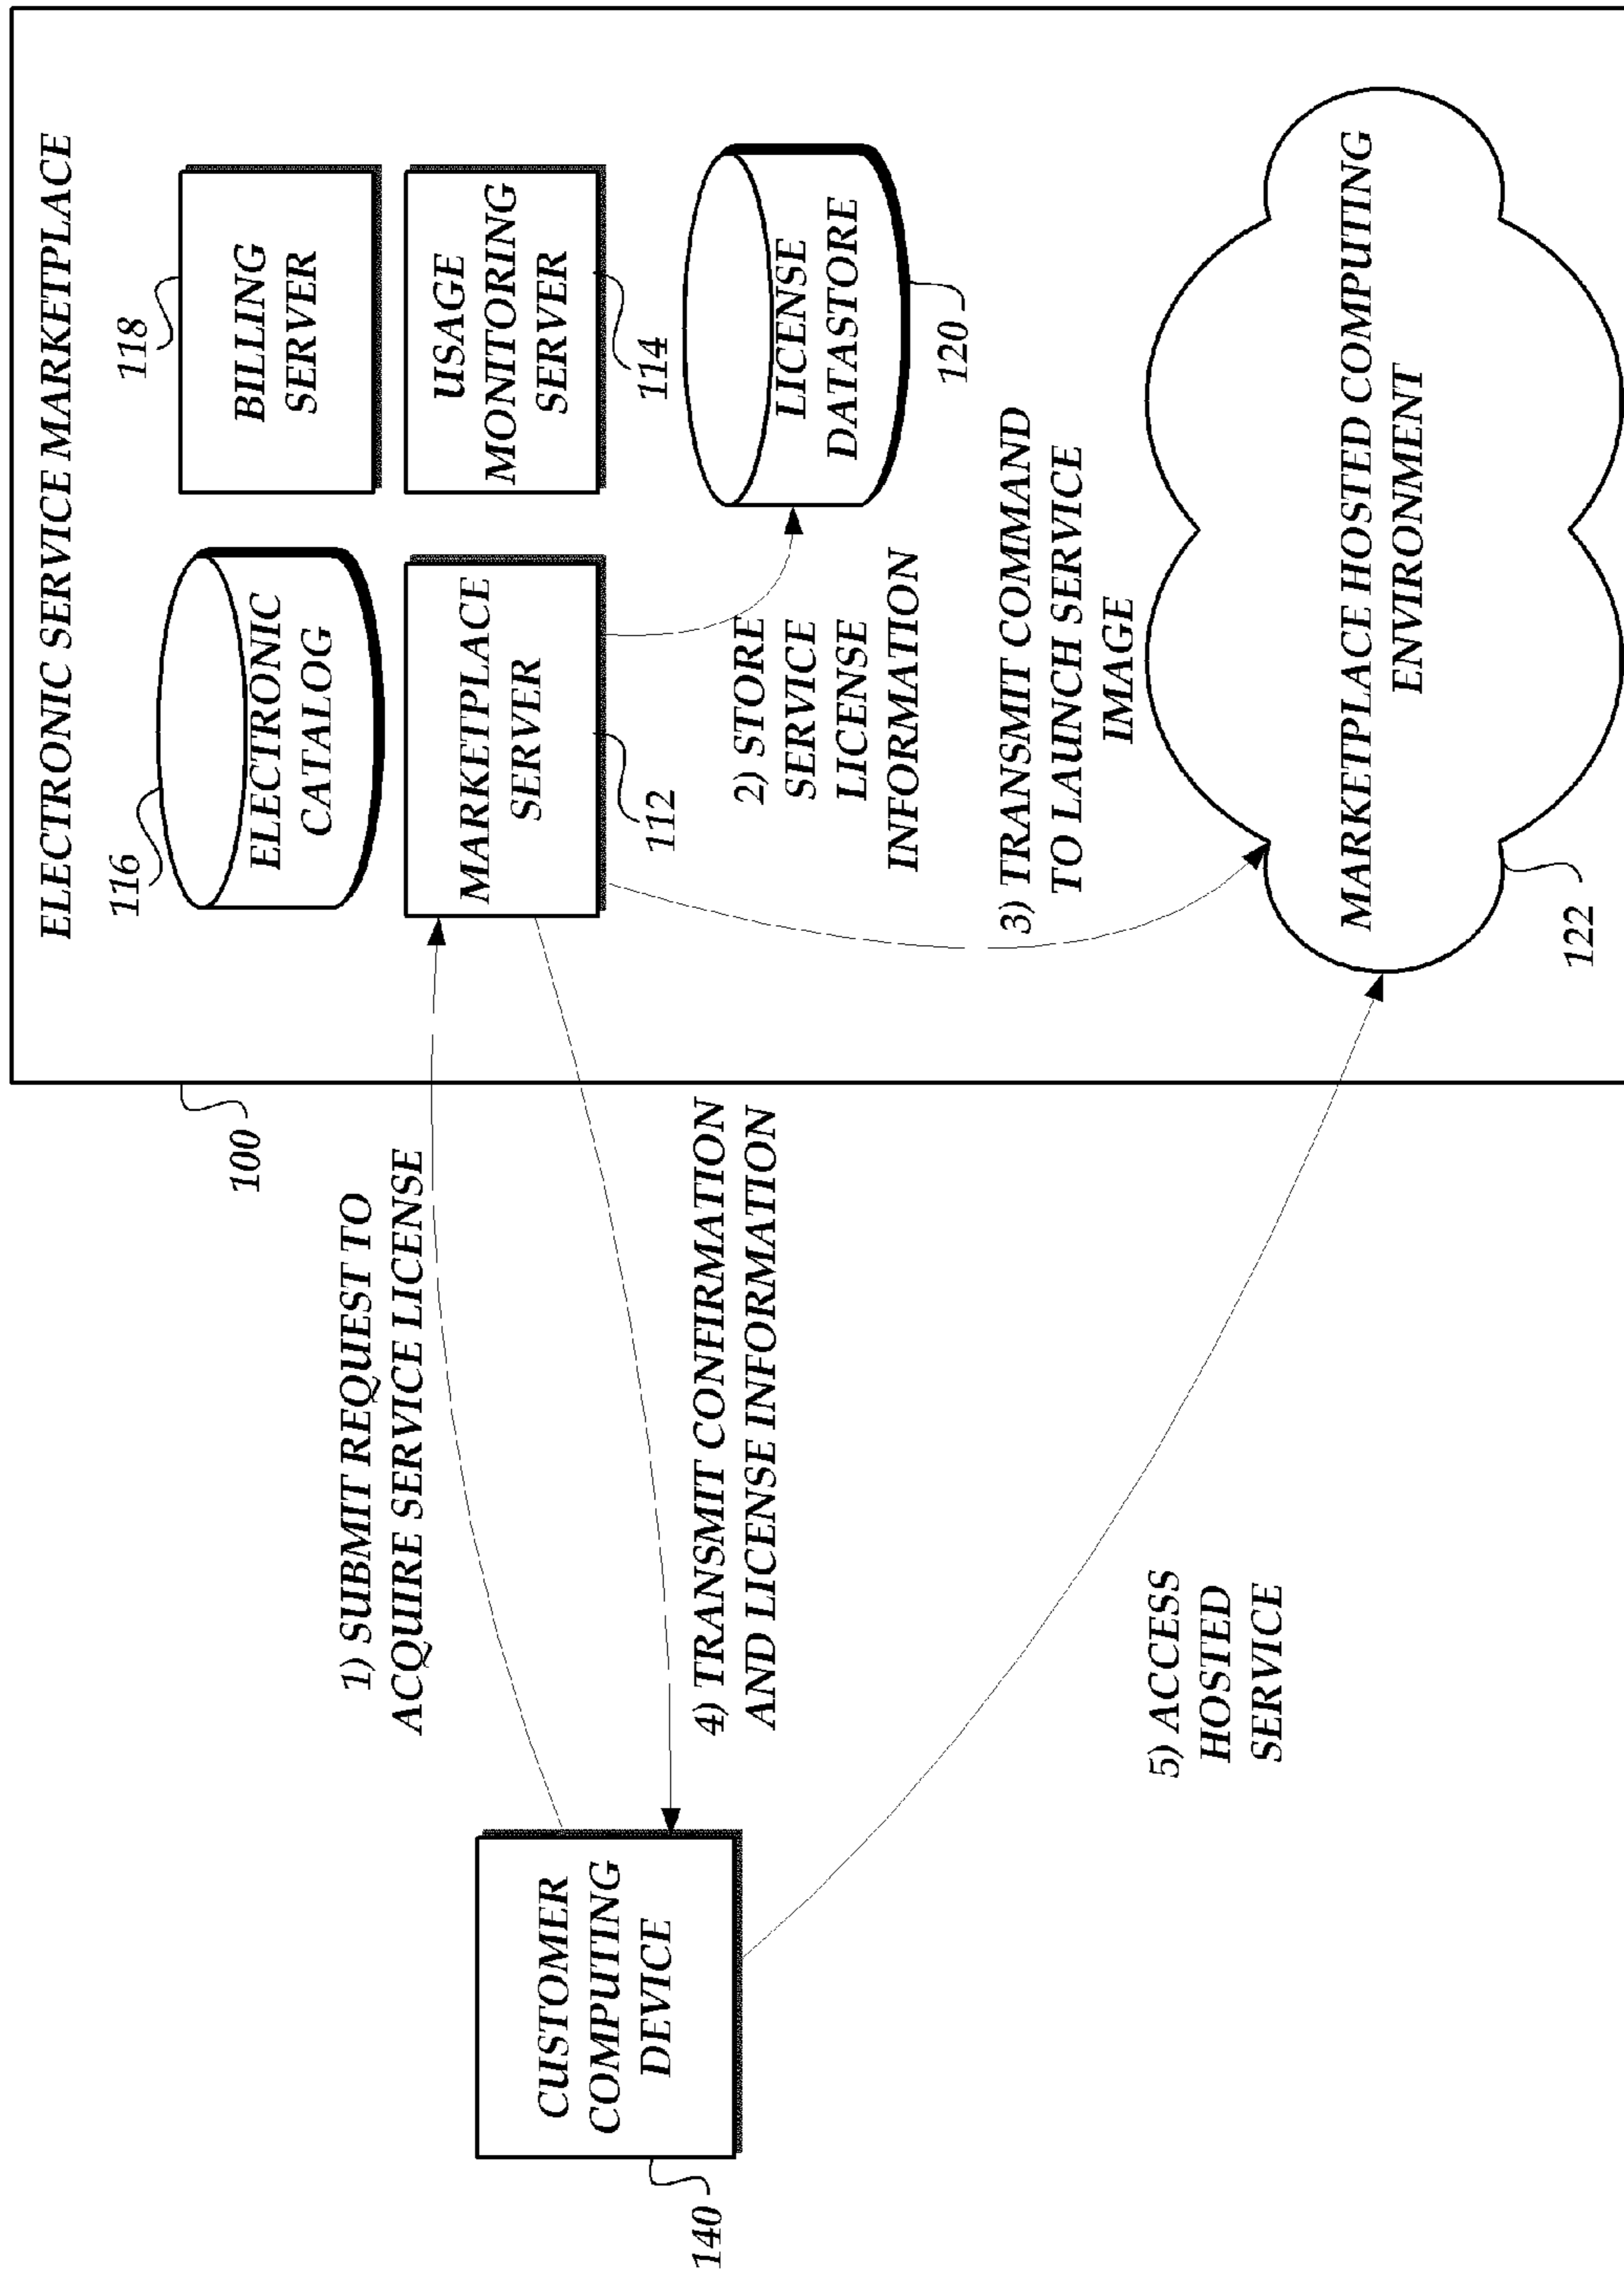 ELECTRONIC SERVICE MARKETPLACE
116
118
ELECTRONIC
CATALOG
BILLING
SERVER
100
1) SUBMIT REQUEST TO
ACQUIRE SERVICE LICENSE
MARKETPLACE
SERVER
USAGE
MONITORING
SERVER
112
114
CUSTOMER
COMPUTING
DEVICE
140
4) TRANSMIT CONFIRMATION
AND LICENSE INFORMATION
2) STORE
SERVICE
LICENSE
INFORMATION
LICENSE
DATASTORE
120
3) TRANSMIT COMMAND
TO LAUNCH SERVICE
IMAGE
5) ACCESS
HOSTED
SERVICE
MARKETPLACE HOSTED COMPUTING
ENVIRONMENT
122